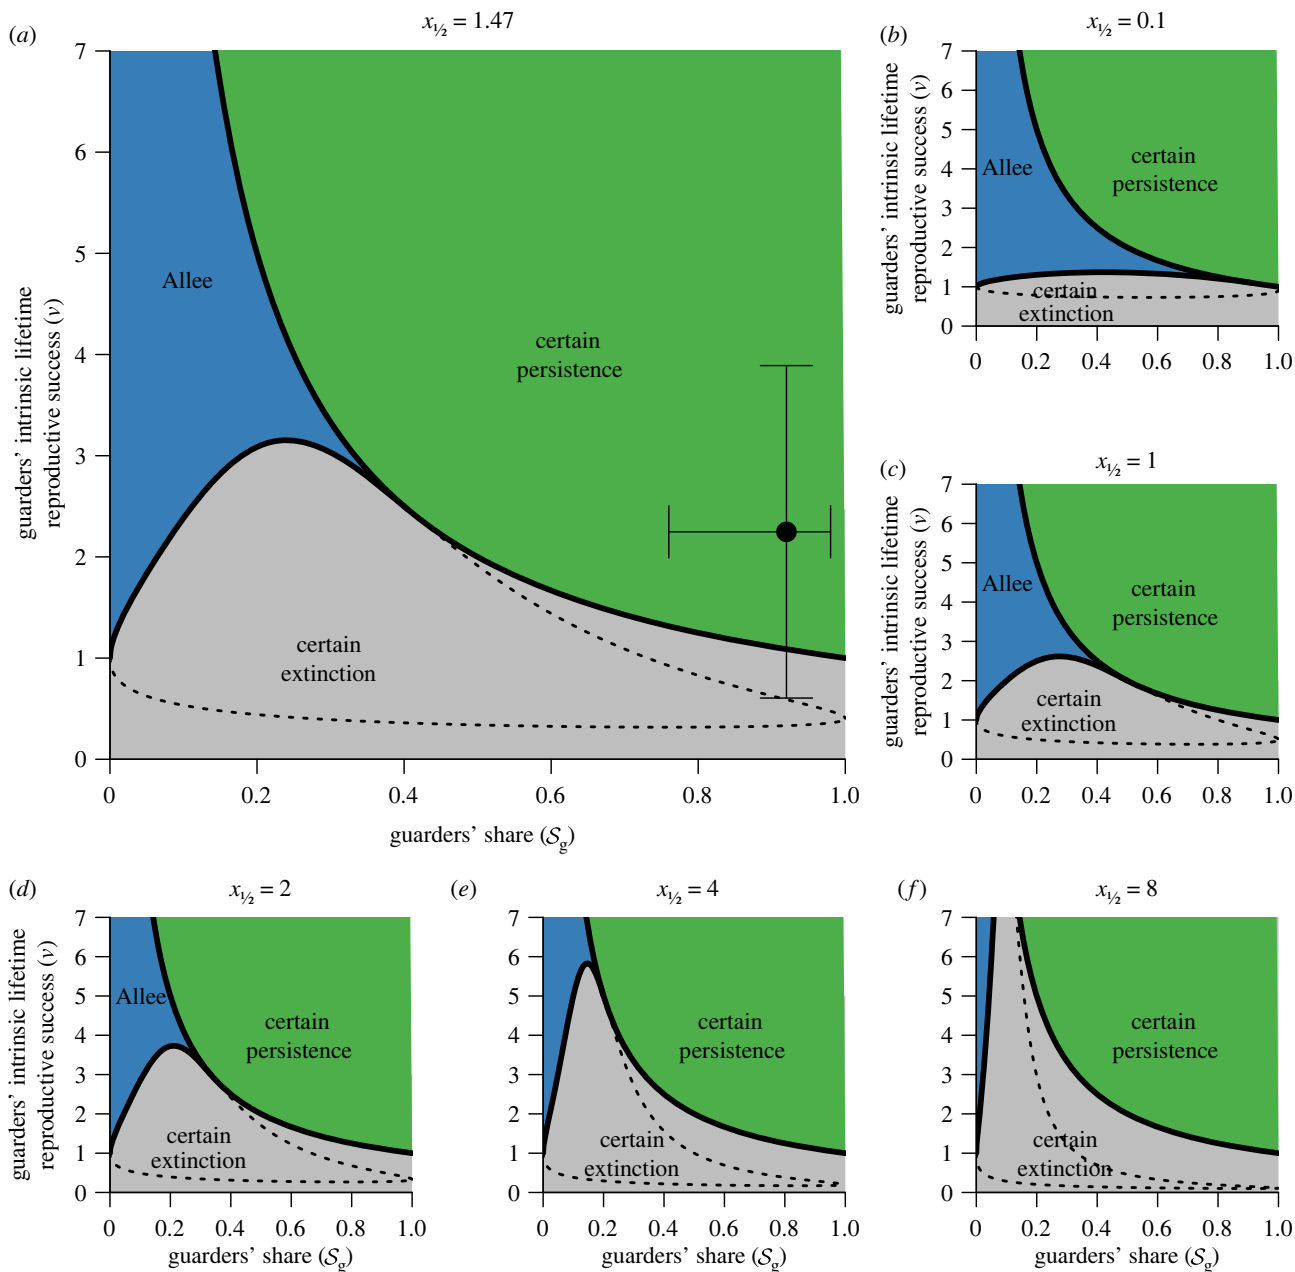 (a)
x½ = 1.47
7
6
5
4
3
2
1
0
guarders’ intrinsic lifetime
reproductive success (v)
Allee
certain
persistence
certain
extinction
0 0.2 0.4 0.6 0.8 1.0
guarders’ share (Sg)
(b)
x½ = 0.1
7
6
5
4
3
2
1
0
guarders’ intrinsic lifetime
reproductive success (v)
Allee
certain
persistence
certain
extinction
0 0.2 0.4 0.6 0.8 1.0
(c)
x½ = 1
7
6
5
4
3
2
1
0
guarders’ intrinsic lifetime
reproductive success (v)
Allee
certain
persistence
certain
extinction
0 0.2 0.4 0.6 0.8 1.0
(d)
x½ = 2
7
6
5
4
3
2
1
0
guarders’ intrinsic lifetime
reproductive success (v)
Allee
certain
persistence
certain
extinction
0 0.2 0.4 0.6 0.8 1.0
guarders’ share (Sg)
(e)
x½ = 4
7
6
5
4
3
2
1
0
certain
persistence
certain
extinction
0 0.2 0.4 0.6 0.8 1.0
guarders’ share (Sg)
(f)
x½ = 8
7
6
5
4
3
2
1
0
certain
persistence
certain
extinction
0 0.2 0.4 0.6 0.8 1.0
guarders’ share (Sg)